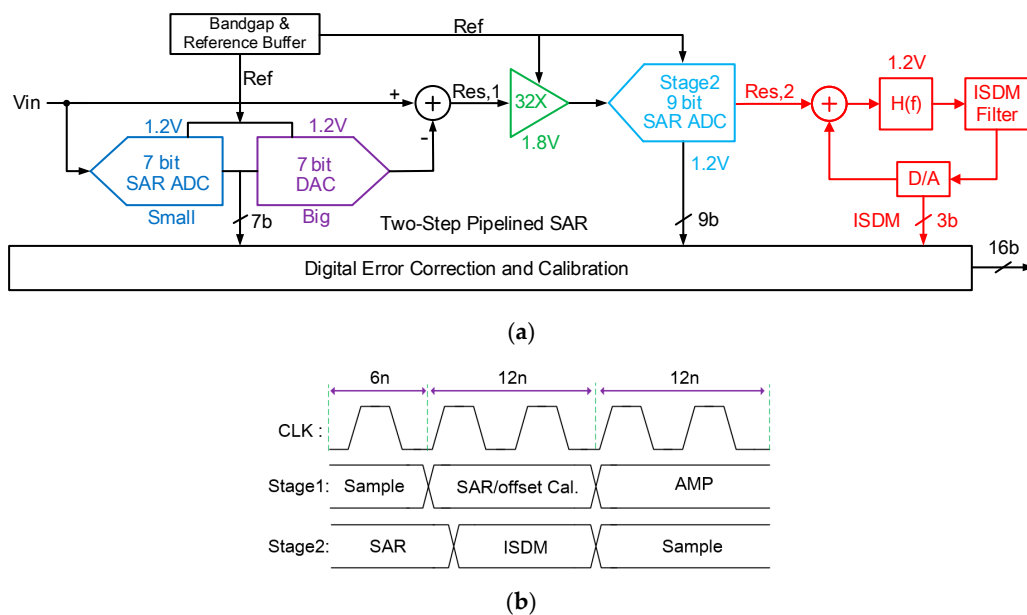 Bandgap &
Reference Buffer
Ref
Ref
Vin
+
-
+
Res,1
32X
1.8V
Stage2
9 bit
SAR ADC
1.2V
Res,2
+
1.2V
H(f)
ISDM
Filter
D/A
1.2V
7 bit
SAR ADC
Small
1.2V
7 bit
DAC
Big
7b
Two-Step Pipelined SAR
9b
ISDM
3b
Digital Error Correction and Calibration
16b
(a)
6n
12n
12n
CLK :
Stage1:
Sample
SAR/offset Cal.
AMP
Stage2:
SAR
ISDM
Sample
(b)